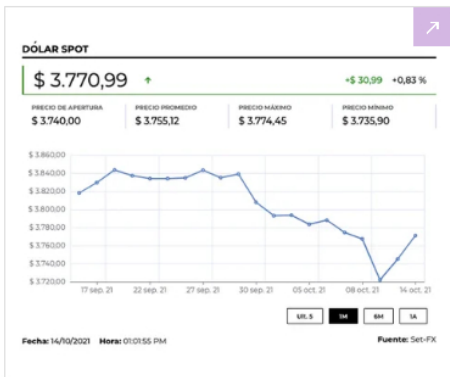 DÓLAR SPOT
$ 3.770,99 +$ 30,99 +0,83 %
PRECIO DE APERTURA PRECIO PROMEDIO PRECIO MÁXIMO PRECIO MÍNIMO
$ 3.740,00 $ 3.755,12 $ 3.774,45 $ 3.735,90
$ 3.860,00
$ 3.840,00
$ 3.820,00
$ 3.800,00
$ 3.780,00
$ 3.760,00
$ 3.740,00
$ 3.720,00
17 sep. 21 22 sep. 21 27 sep. 21 30 sep. 21 05 oct. 21 08 oct. 21 14 oct. 21
Ult. 5 1M 6M 1A
Fecha: 14/10/2021 Hora: 01:01:55 PM Fuente: Set-FX